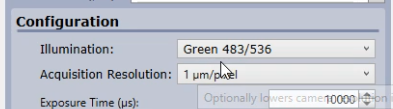 Configuration
Illumination: Green 483/536
Acquisition Resolution: 1 µm/pixel
Exposure Time (µs): 10000
Optionally lowers came